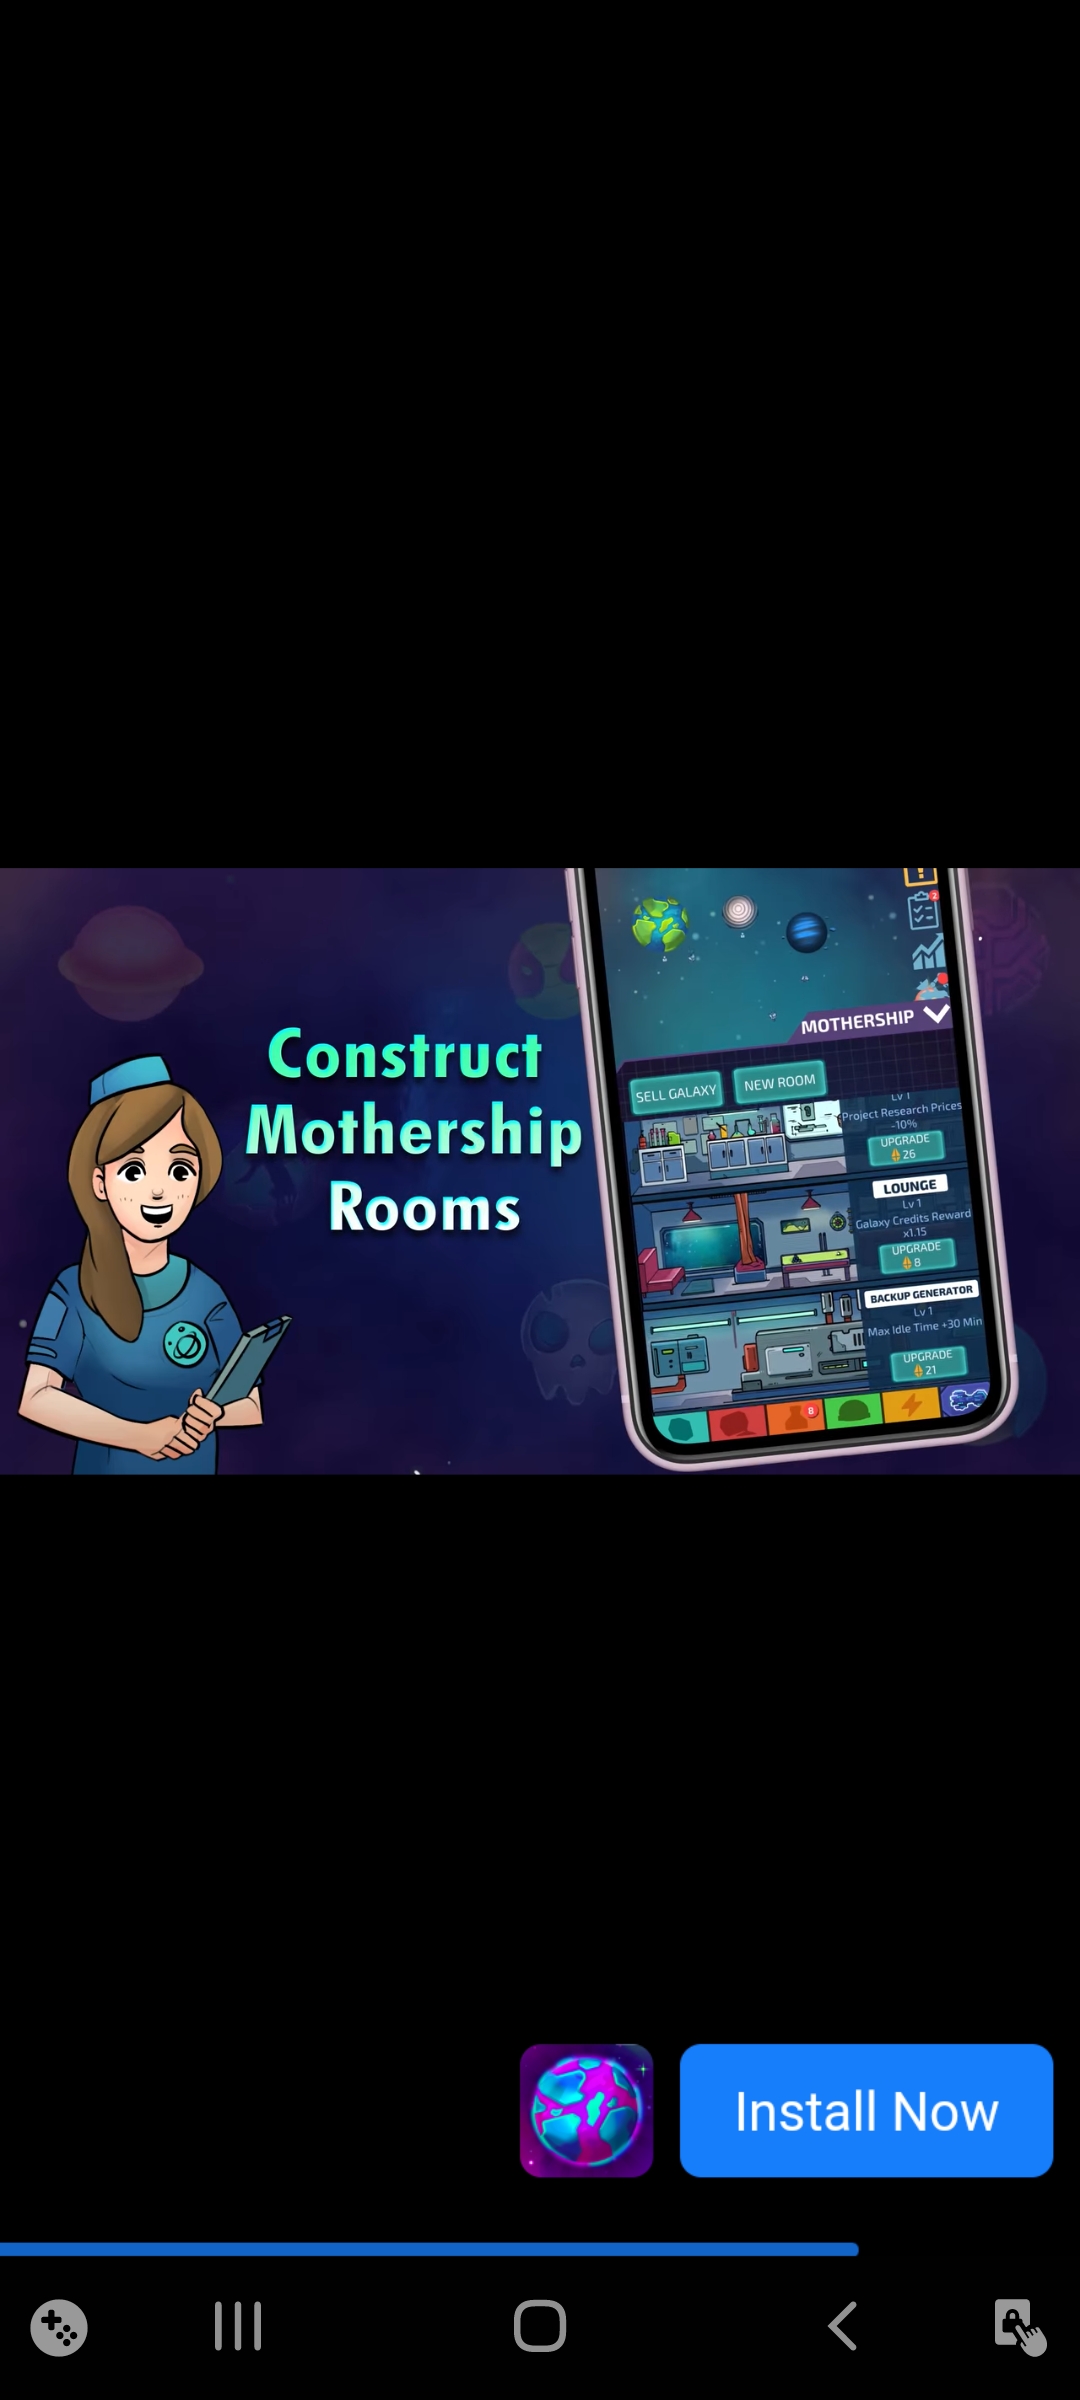 Construct
Mothership
Rooms
2
MOTHERSHIP
SELL GALAXY
NEW ROOM
Lv 1
Project Research Prices
-10%
UPGRADE
26
LOUNGE
Lv 1
Galaxy Credits Reward
x1.15
UPGRADE
8
BACKUP GENERATOR
Lv 1
Max Idle Time +30 Min
UPGRADE
21
8
Install Now